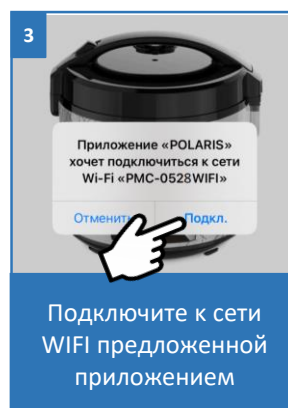 3
Приложение «POLARIS»
хочет подключиться к сети
Wi-Fi «PMC-0528WIFI»
Отменить Подкл.
Подключите к сети
WIFI предложенной
приложением